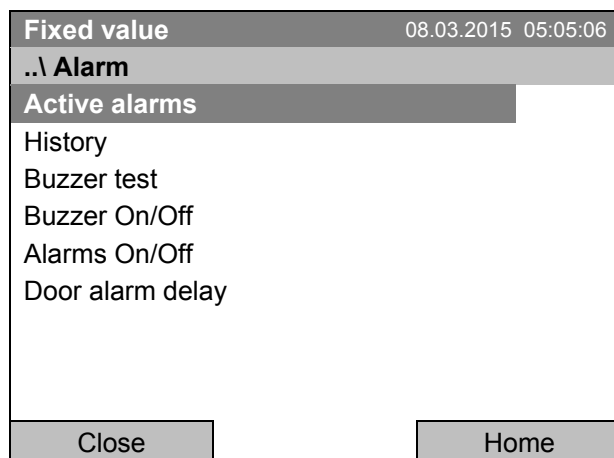 Fixed value 08.03.2015 05:05:06
..\ Alarm
Active alarms
History
Buzzer test
Buzzer On/Off
Alarms On/Off
Door alarm delay
Close Home